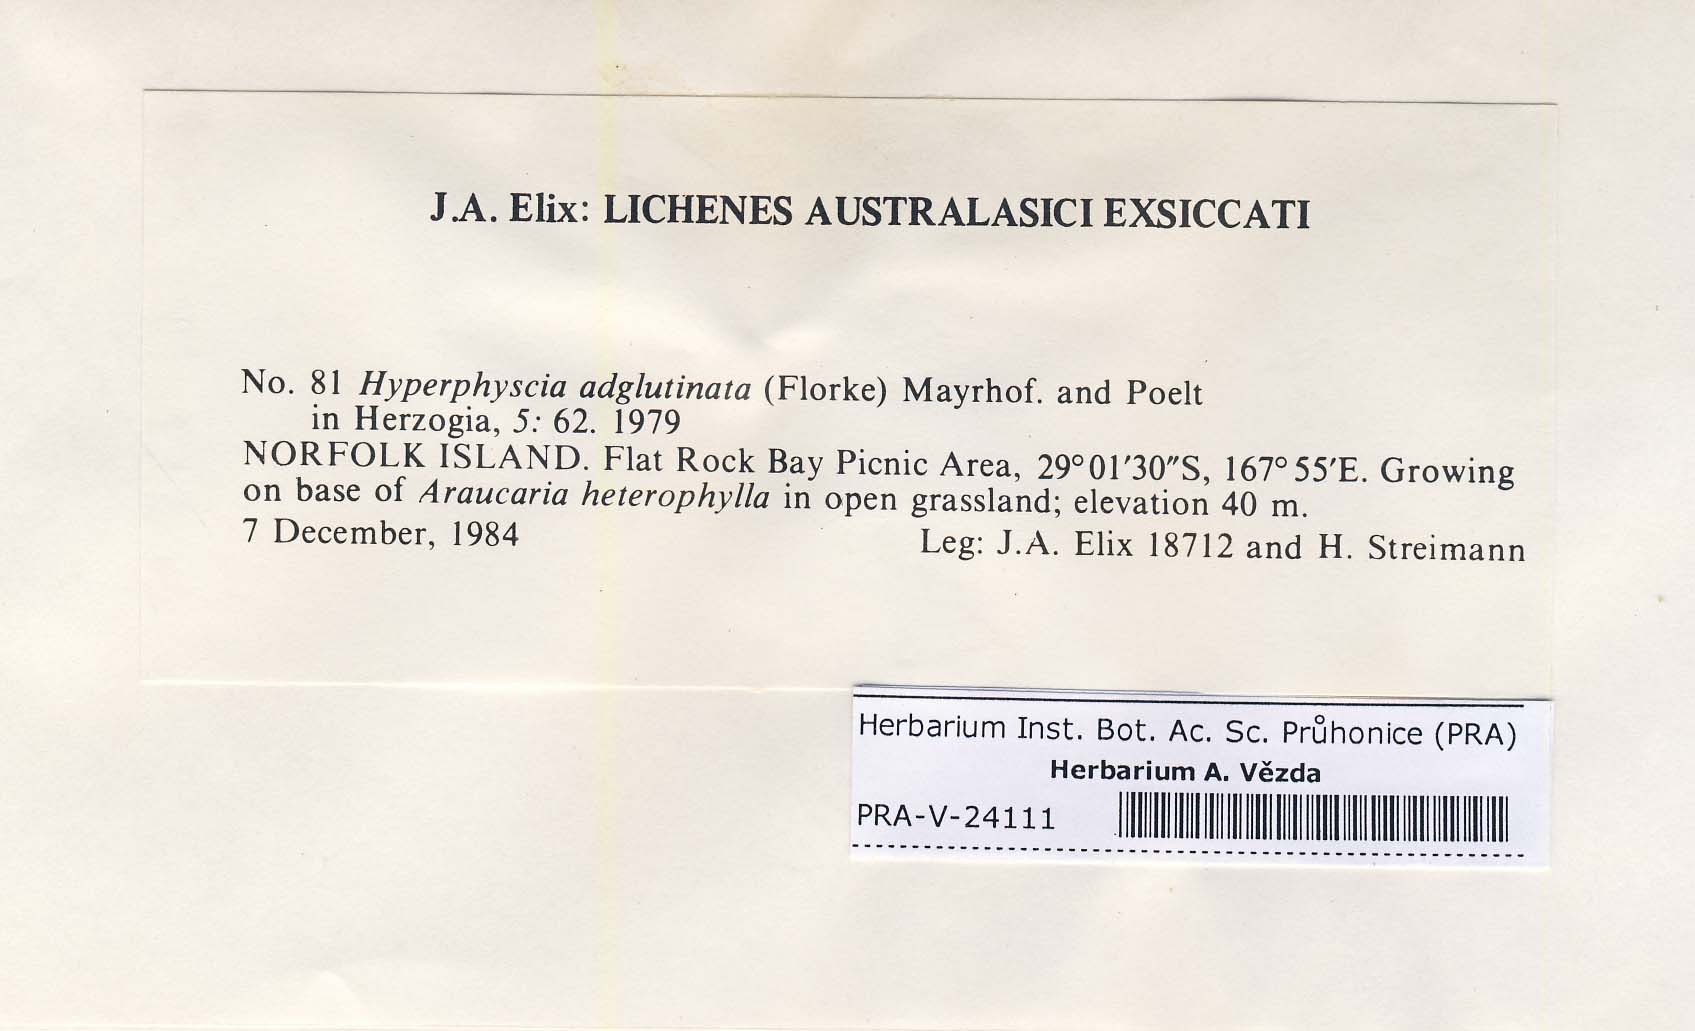 J.A. Elix: LICHENES AUSTRALASICI EXSICCATI
No. 81 Hyperphyscia adglutinata (Florke) Mayrhof. and Poelt
in Herzogia, 5: 62. 1979
NORFOLK ISLAND. Flat Rock Bay Picnic Area, 29°01′30″S, 167°55′E. Growing
on base of Araucaria heterophylla in open grassland; elevation 40 m.
7 December, 1984 Leg: J.A. Elix 18712 and H. Streimann
Herbarium Inst. Bot. Ac. Sc. Průhonice (PRA)
Herbarium A. Vězda
PRA-V-24111